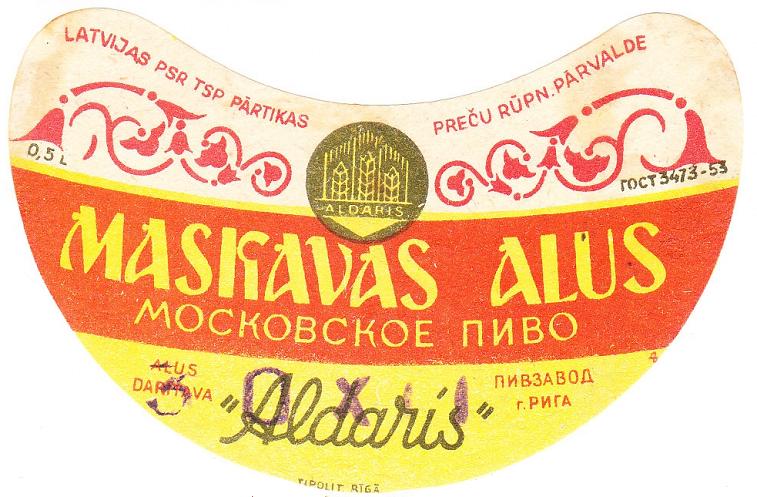 LATVIJAS PSR TSP PĀRTIKAS PREČU RŪPN. PĀRVALDE
0,5 L
ГОСТ 3473-53
ALDARIS
MASKAVAS ALUS
МОСКОВСКОЕ ПИВО
ALUS
DARITAVA
"Aldaris"
ПИВЗАВОД
г. РИГА
TIPOLIT. RĪGĀ